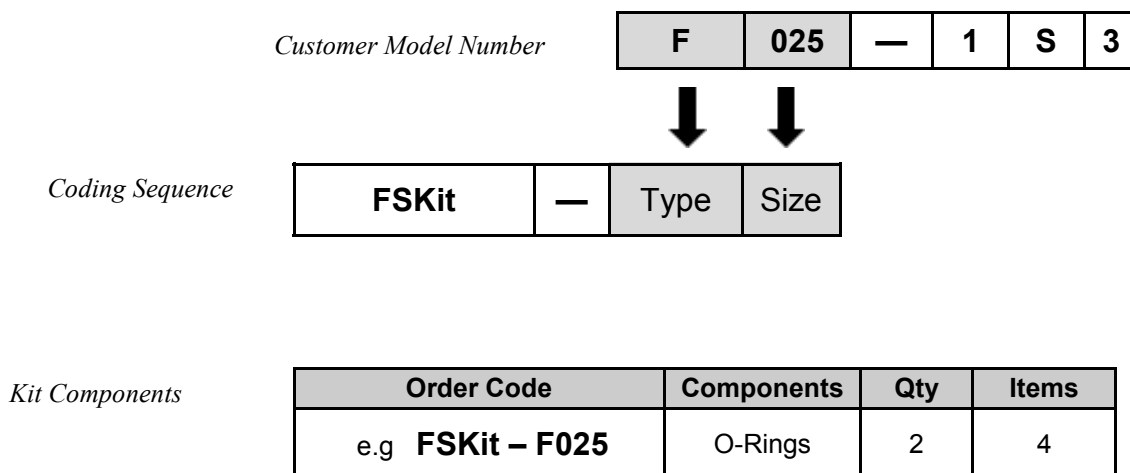 Customer Model Number F 025 — 1 S 3
Coding Sequence FSKit — Type Size
Kit Components Order Code Components Qty Items
e.g FSKit – F025 O-Rings 2 4